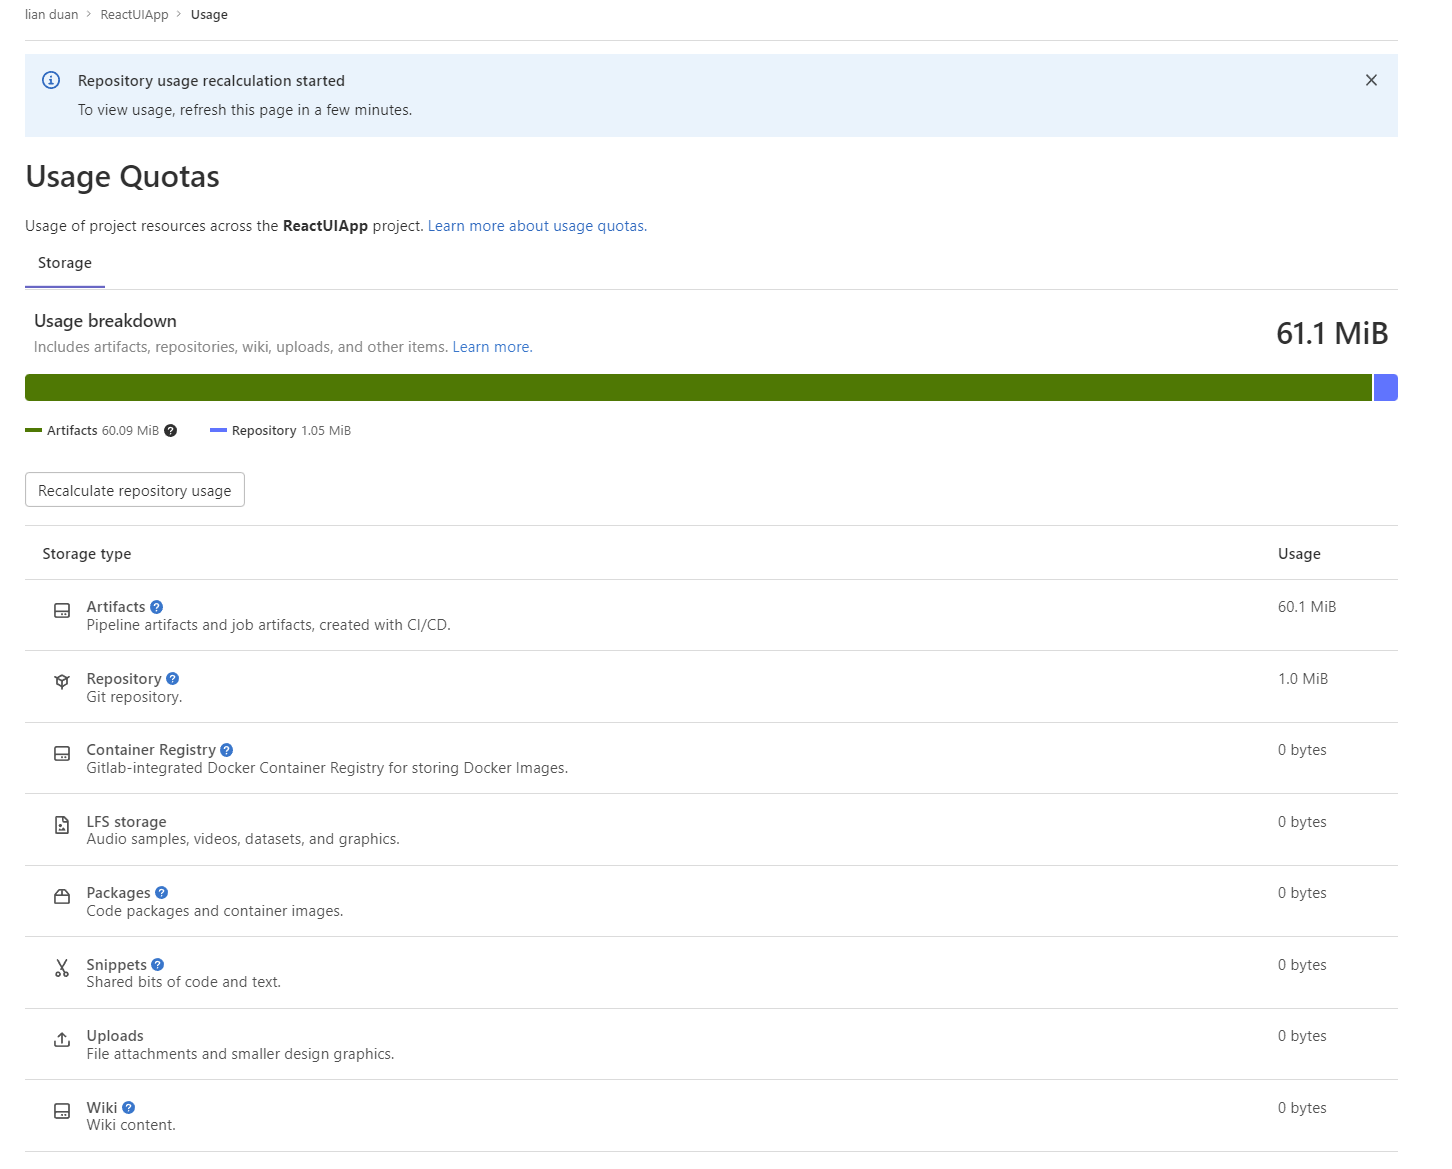 lian duan > ReactUIApp > Usage
Repository usage recalculation started
To view usage, refresh this page in a few minutes.
Usage Quotas
Usage of project resources across the ReactUIApp project. Learn more about usage quotas.
Storage
Usage breakdown
61.1 MiB
Includes artifacts, repositories, wiki, uploads, and other items. Learn more.
Artifacts 60.09 MiB ? Repository 1.05 MiB
Recalculate repository usage
Storage type Usage
Artifacts ? 60.1 MiB
Pipeline artifacts and job artifacts, created with CI/CD.
Repository ? 1.0 MiB
Git repository.
Container Registry ? 0 bytes
Gitlab-integrated Docker Container Registry for storing Docker Images.
LFS storage 0 bytes
Audio samples, videos, datasets, and graphics.
Packages ? 0 bytes
Code packages and container images.
Snippets ? 0 bytes
Shared bits of code and text.
Uploads 0 bytes
File attachments and smaller design graphics.
Wiki ? 0 bytes
Wiki content.